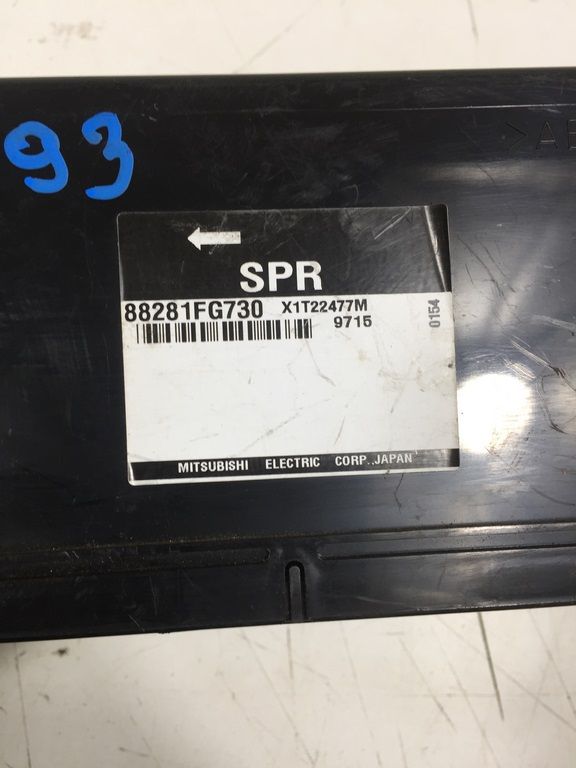 93
>A
SPR
88281FG730 X1T22477M
9715
0154
MITSUBISHI ELECTRIC CORP. JAPAN